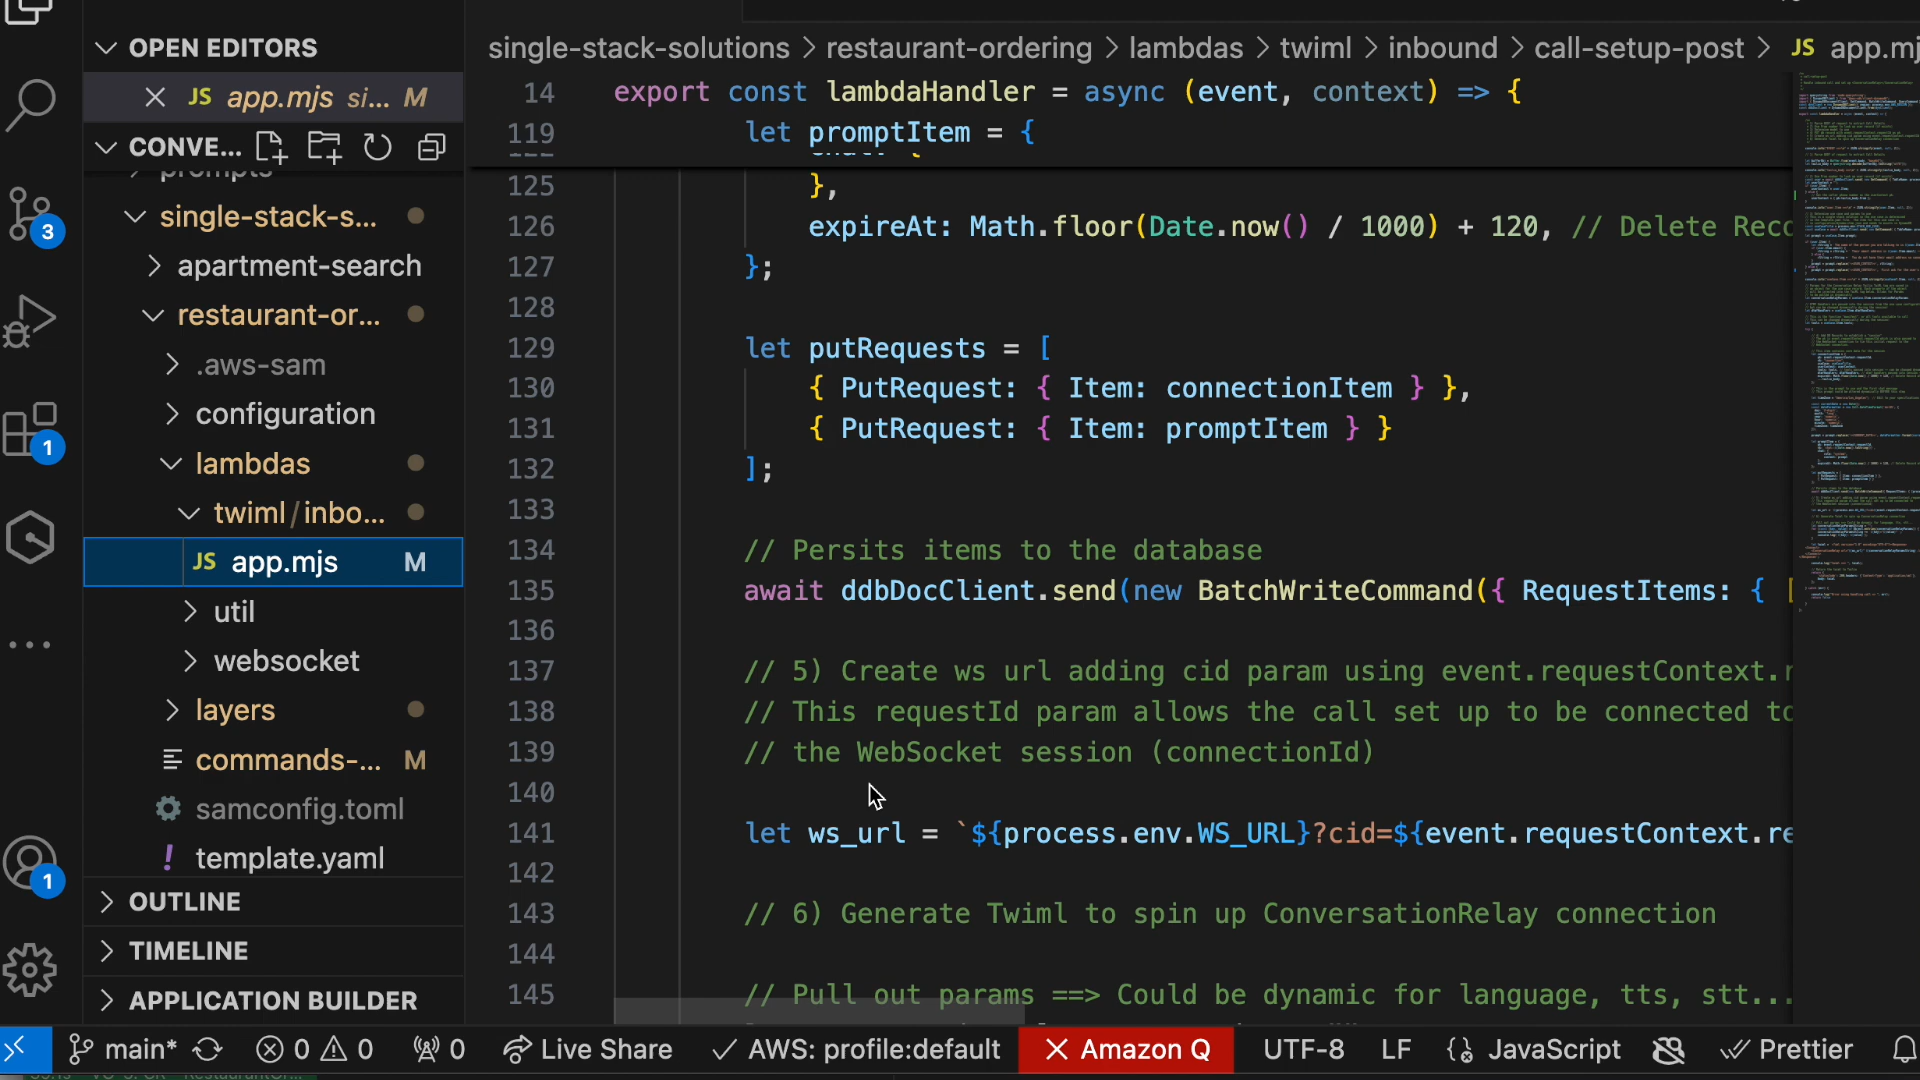 OPEN EDITORS
JS app.mjs si... M
CONVE...
prompts
single-stack-s...
apartment-search
restaurant-or...
.aws-sam
configuration
lambdas
twiml/inbo...
JS app.mjs M
util
websocket
layers
commands-... M
samconfig.toml
! template.yaml
OUTLINE
TIMELINE
APPLICATION BUILDER
3
1
1
single-stack-solutions > restaurant-ordering > lambdas > twiml > inbound > call-setup-post > JS app.mj
14 export const lambdaHandler = async (event, context) => {
119 let promptItem = {
125 },
126 expireAt: Math.floor(Date.now() / 1000) + 120, // Delete Reco
127 };
128
129 let putRequests = [
130 { PutRequest: { Item: connectionItem } },
131 { PutRequest: { Item: promptItem } }
132 ];
133
134 // Persits items to the database
135 await ddbDocClient.send(new BatchWriteCommand({ RequestItems: { [
136
137 // 5) Create ws url adding cid param using event.requestContext.r
138 // This requestId param allows the call set up to be connected to
139 // the WebSocket session (connectionId)
140
141 let ws_url = `${process.env.WS_URL}?cid=${event.requestContext.re
142
143 // 6) Generate Twiml to spin up ConversationRelay connection
144
145 // Pull out params ==> Could be dynamic for language, tts, stt...
main* 0 0 0 Live Share AWS: profile:default Amazon Q UTF-8 LF {} JavaScript Prettier